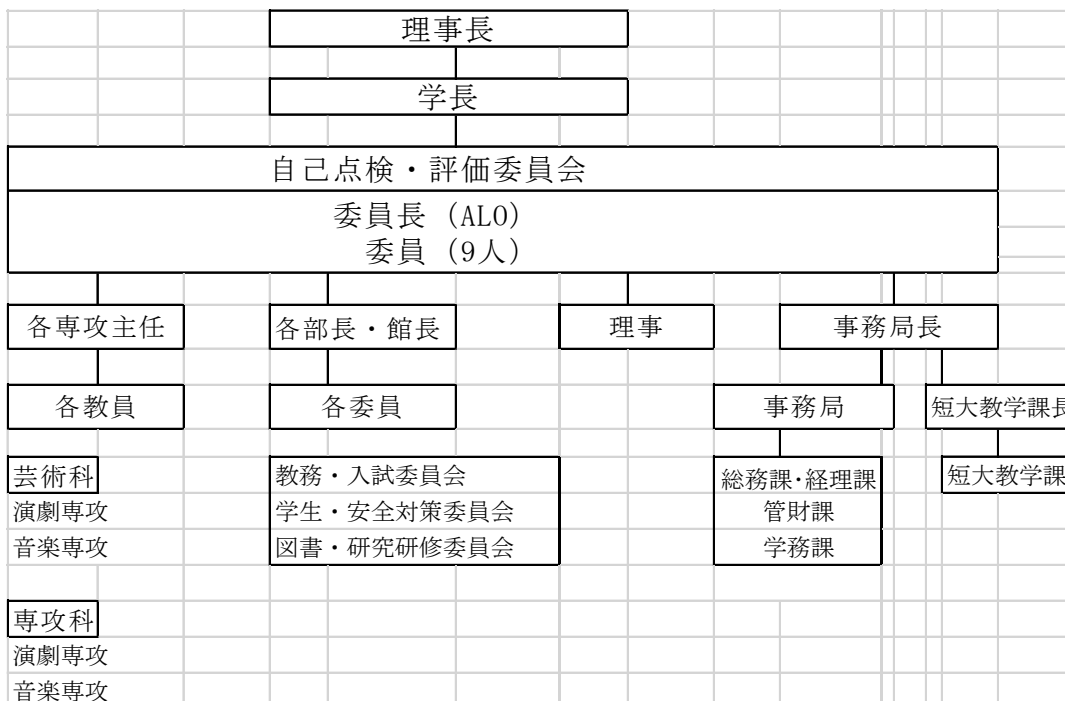 理事長
学長
自己点検・評価委員会
委員長（ALO）
委員（9人）
各専攻主任
各部長・館長
理事
事務局長
各教員
各委員
事務局
短大教学課長
芸術科
演劇専攻
音楽専攻
教務・入試委員会
学生・安全対策委員会
図書・研究研修委員会
総務課・経理課
管財課
学務課
短大教学課
専攻科
演劇専攻
音楽専攻